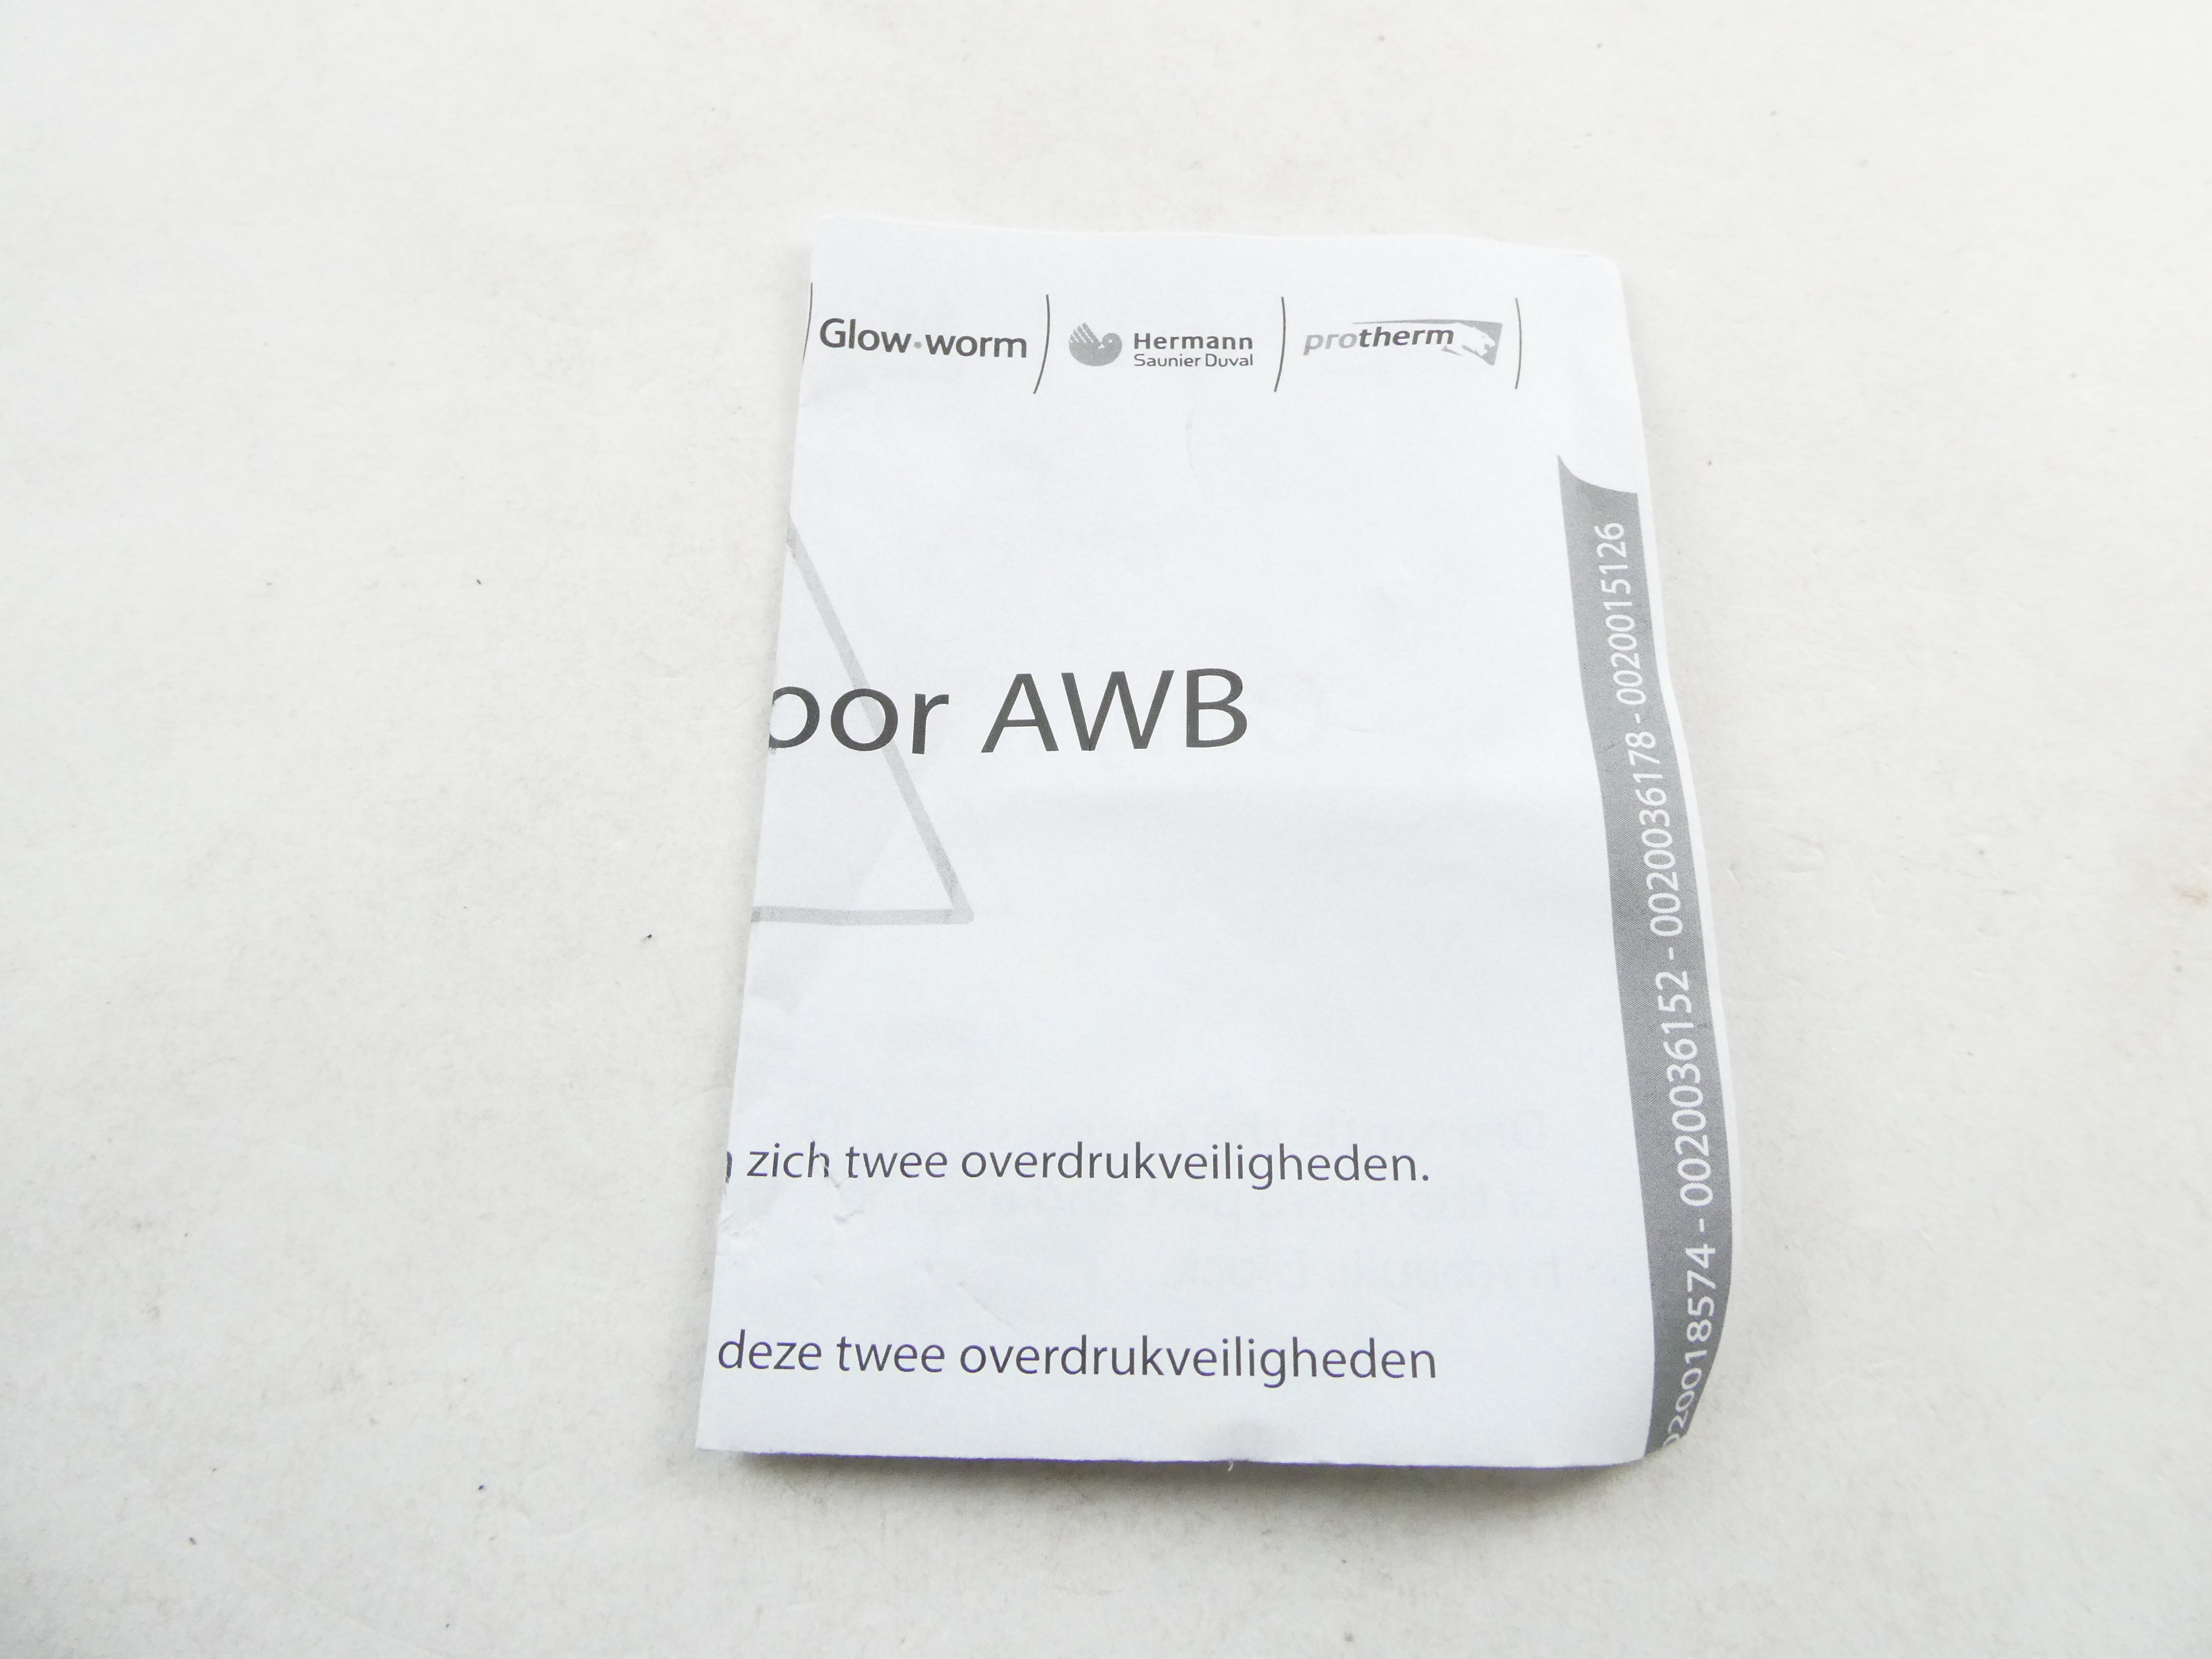 Glow-worm
Hermann
Saunier Duval
protherm
oor AWB
zich twee overdrukveiligheden.
deze twee overdrukveiligheden
0020018574 - 0020036152 - 0020036178 - 0020015126